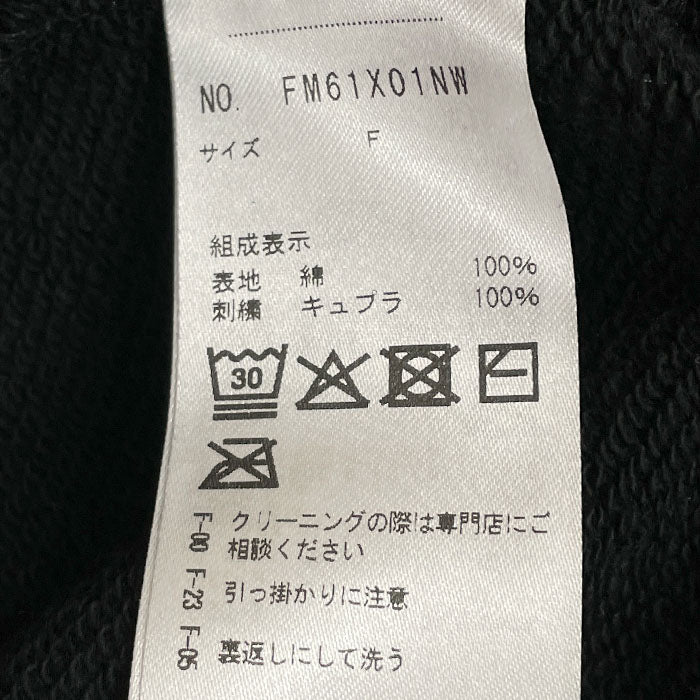 NO. FM61X01NW
サイズ F
組成表示
表地 綿 100%
刺繍 キュプラ 100%
30
F-00 クリーニングの際は専門店にご
相談ください
F-23 引っ掛かりに注意
F-05 裏返しにして洗う